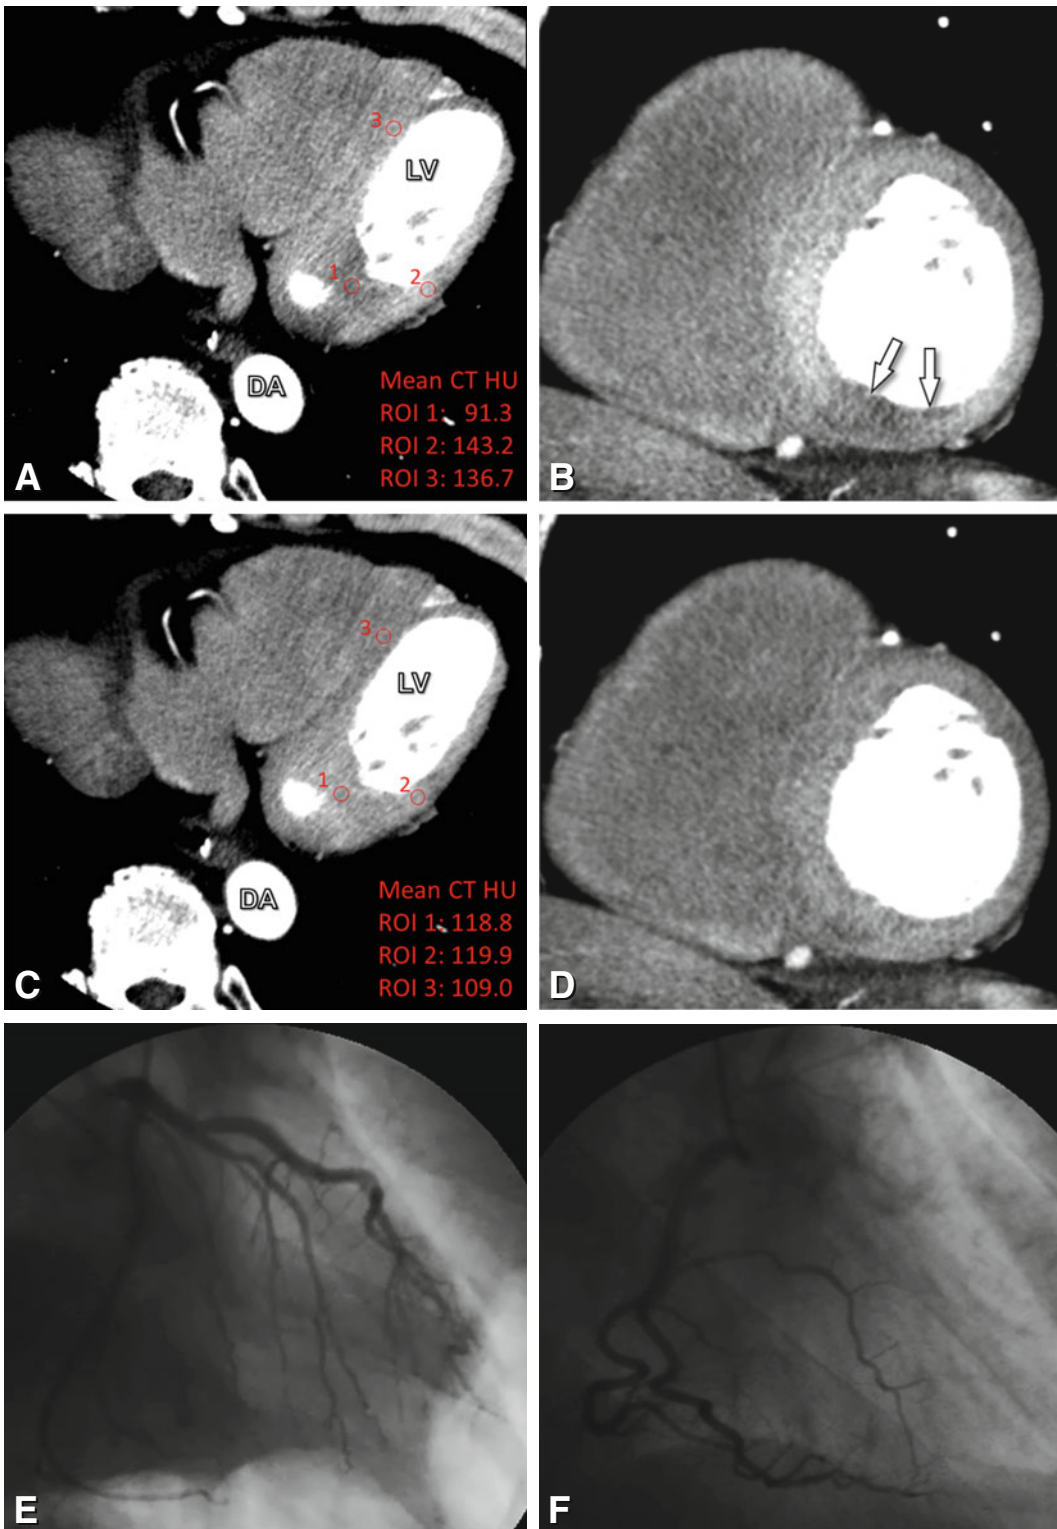 3
LV
1
2
DA
Mean CT HU
ROI 1: 91.3
ROI 2: 143.2
ROI 3: 136.7
A
B
3
LV
1
2
DA
Mean CT HU
ROI 1: 118.8
ROI 2: 119.9
ROI 3: 109.0
C
D
E
F